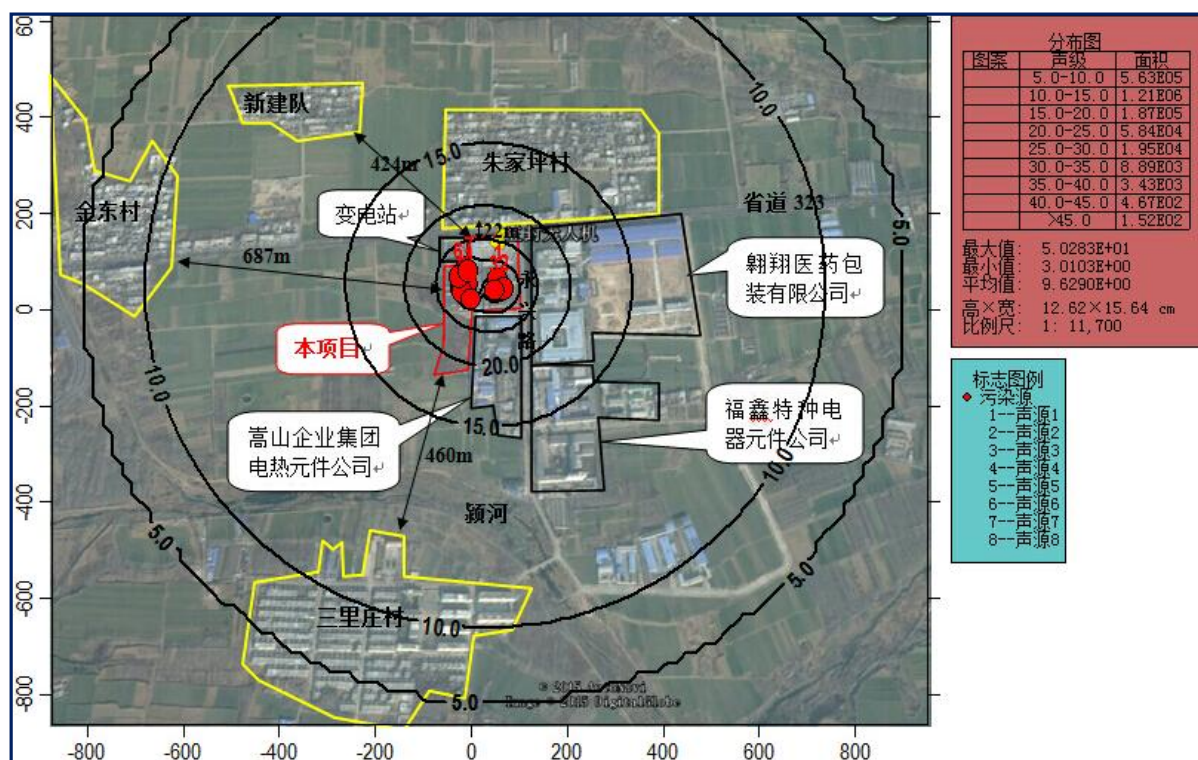 600
400
200
0
-200
-400
-600
-800
-800
-600
-400
-200
0
200
400
600
800
新建队
424m
15.0
朱家坪村
10.0
金东村
变电站
122m
省道 323
5.0
687m
翱翔医药包
装有限公司
永
路
本项目
20.0
10.0
15.0
嵩山企业集团
电热元件公司
福鑫特种电
器元件公司
460m
10.0
颍河
5.0
5.0
三里庄村
10.0
5.0
分布图
图案 声级 面积
5.0-10.0 5.63E05
10.0-15.0 1.21E06
15.0-20.0 1.87E05
20.0-25.0 5.84E04
25.0-30.0 1.95E04
30.0-35.0 8.89E03
35.0-40.0 3.43E03
40.0-45.0 4.67E02
>45.0 1.52E02
最大值: 5.0283E+01
最小值: 3.0103E+00
平均值: 9.6290E+00
高×宽: 12.62×15.64 cm
比例尺: 1: 11,700
标志图例
污染源
1--声源1
2--声源2
3--声源3
4--声源4
5--声源5
6--声源6
7--声源7
8--声源8